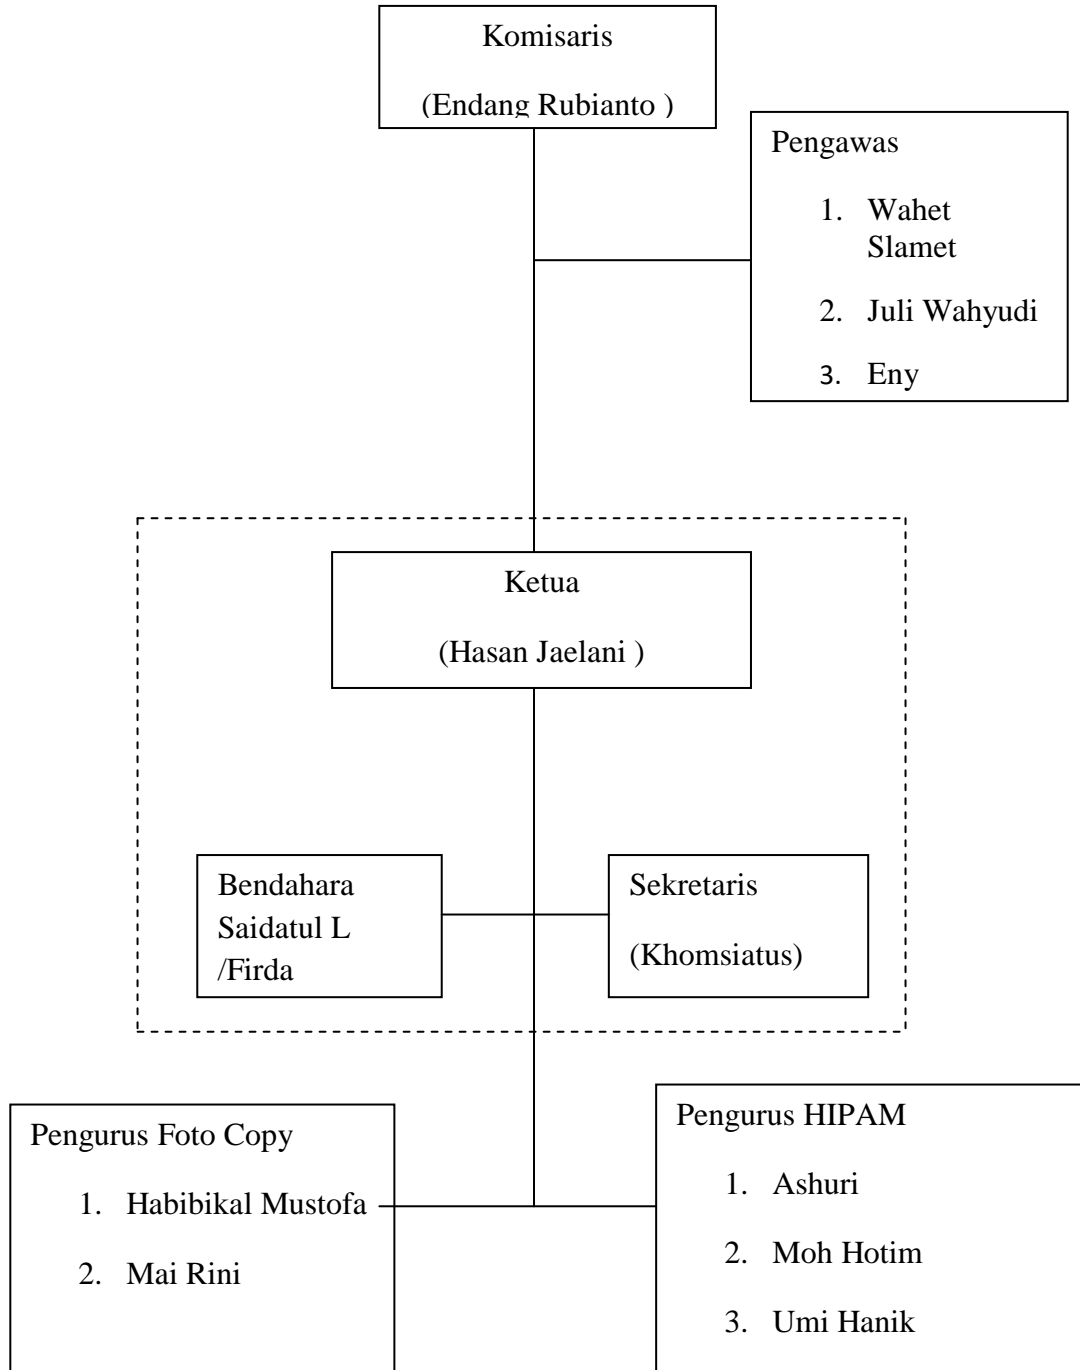 Komisaris
(Endang Rubianto )
Pengawas
1. Wahet
Slamet
2. Juli Wahyudi
3. Eny
Ketua
(Hasan Jaelani )
Bendahara
Saidatul L
/Firda
Sekretaris
(Khomsiatus)
Pengurus Foto Copy
1. Habibikal Mustofa
2. Mai Rini
Pengurus HIPAM
1. Ashuri
2. Moh Hotim
3. Umi Hanik